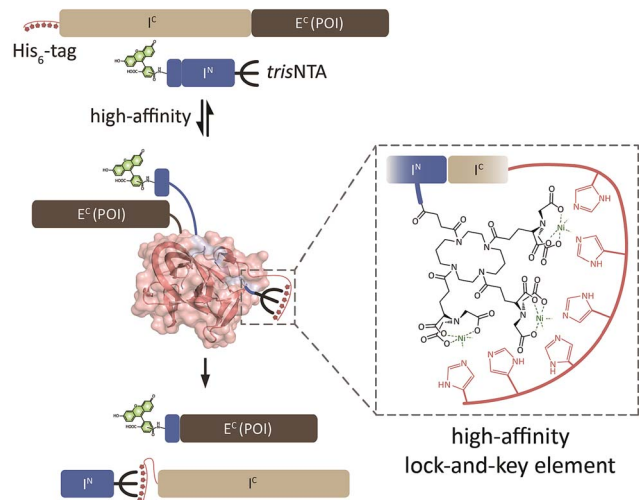 I^C
E^C (POI)
His₆-tag
I^N
trisNTA
high-affinity
E^C (POI)
I^N
I^C
E^C (POI)
I^N
I^C
high-affinity
lock-and-key element